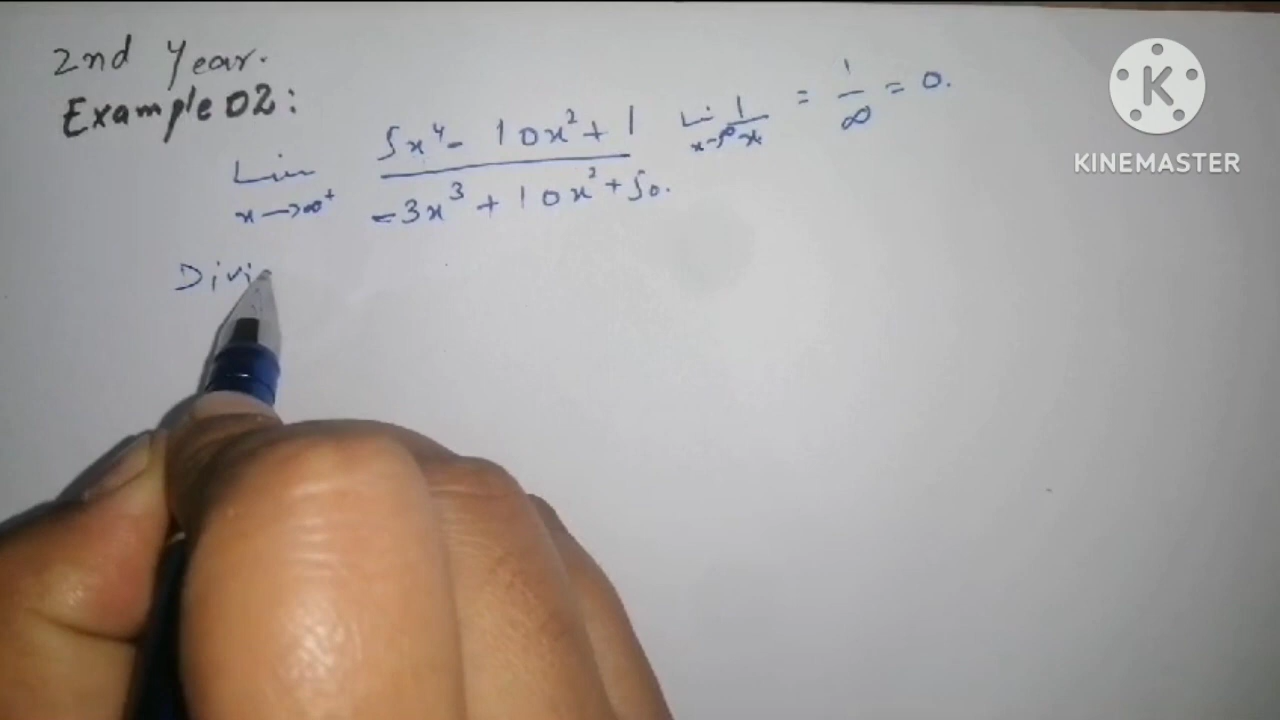 2nd Year.
Example 02:
Lim x→∞⁺ (5x⁴ - 10x² + 1) / (-3x³ + 10x² + 50.
Lim x→∞ 1/x = 1/∞ = 0.
Divi
KINEMASTER